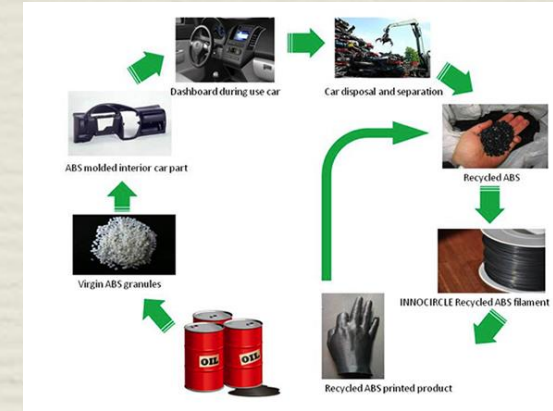 Dashboard during use car
Car disposal and separation
ABS molded interior car part
Recycled ABS
Virgin ABS granules
INNOCIRCLE Recycled ABS filament
OIL
OIL
Recycled ABS printed product